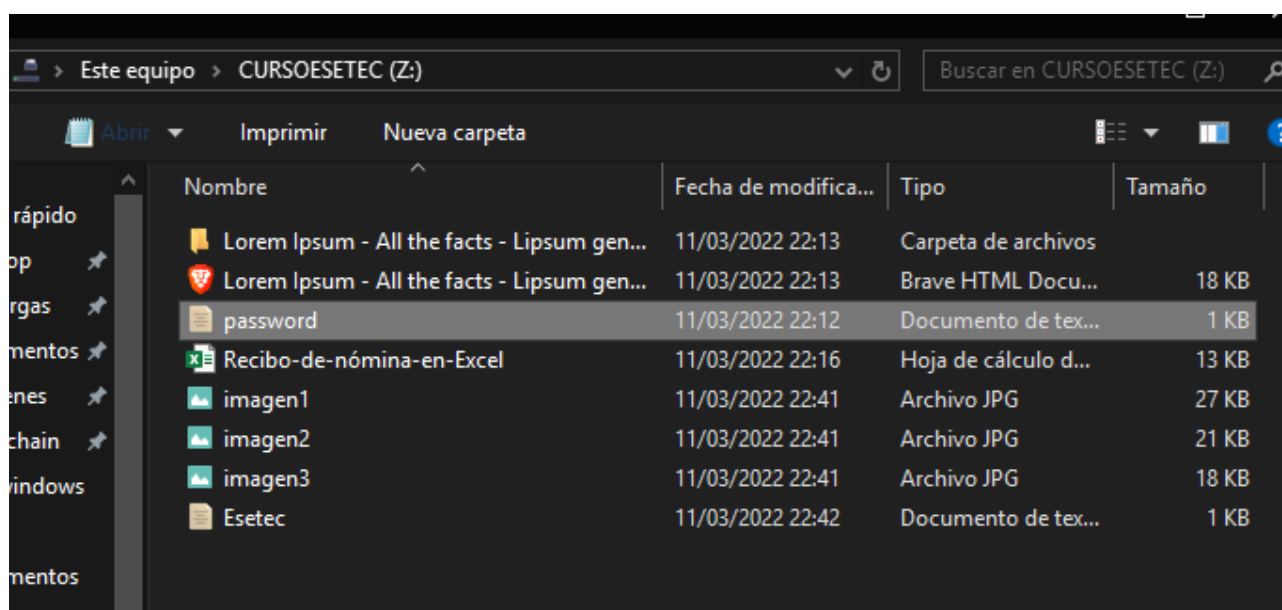 Este equipo > CURSOESETEC (Z:) Buscar en CURSOESETEC (Z:)
Abrir Imprimir Nueva carpeta
Nombre Fecha de modifica... Tipo Tamaño
rápido
Lorem Ipsum - All the facts - Lipsum gen... 11/03/2022 22:13 Carpeta de archivos
op
Lorem Ipsum - All the facts - Lipsum gen... 11/03/2022 22:13 Brave HTML Docu... 18 KB
rgas
password 11/03/2022 22:12 Documento de tex... 1 KB
mentos
Recibo-de-nómina-en-Excel 11/03/2022 22:16 Hoja de cálculo d... 13 KB
enes
imagen1 11/03/2022 22:41 Archivo JPG 27 KB
chain
imagen2 11/03/2022 22:41 Archivo JPG 21 KB
windows
imagen3 11/03/2022 22:41 Archivo JPG 18 KB
Esetec 11/03/2022 22:42 Documento de tex... 1 KB
mentos